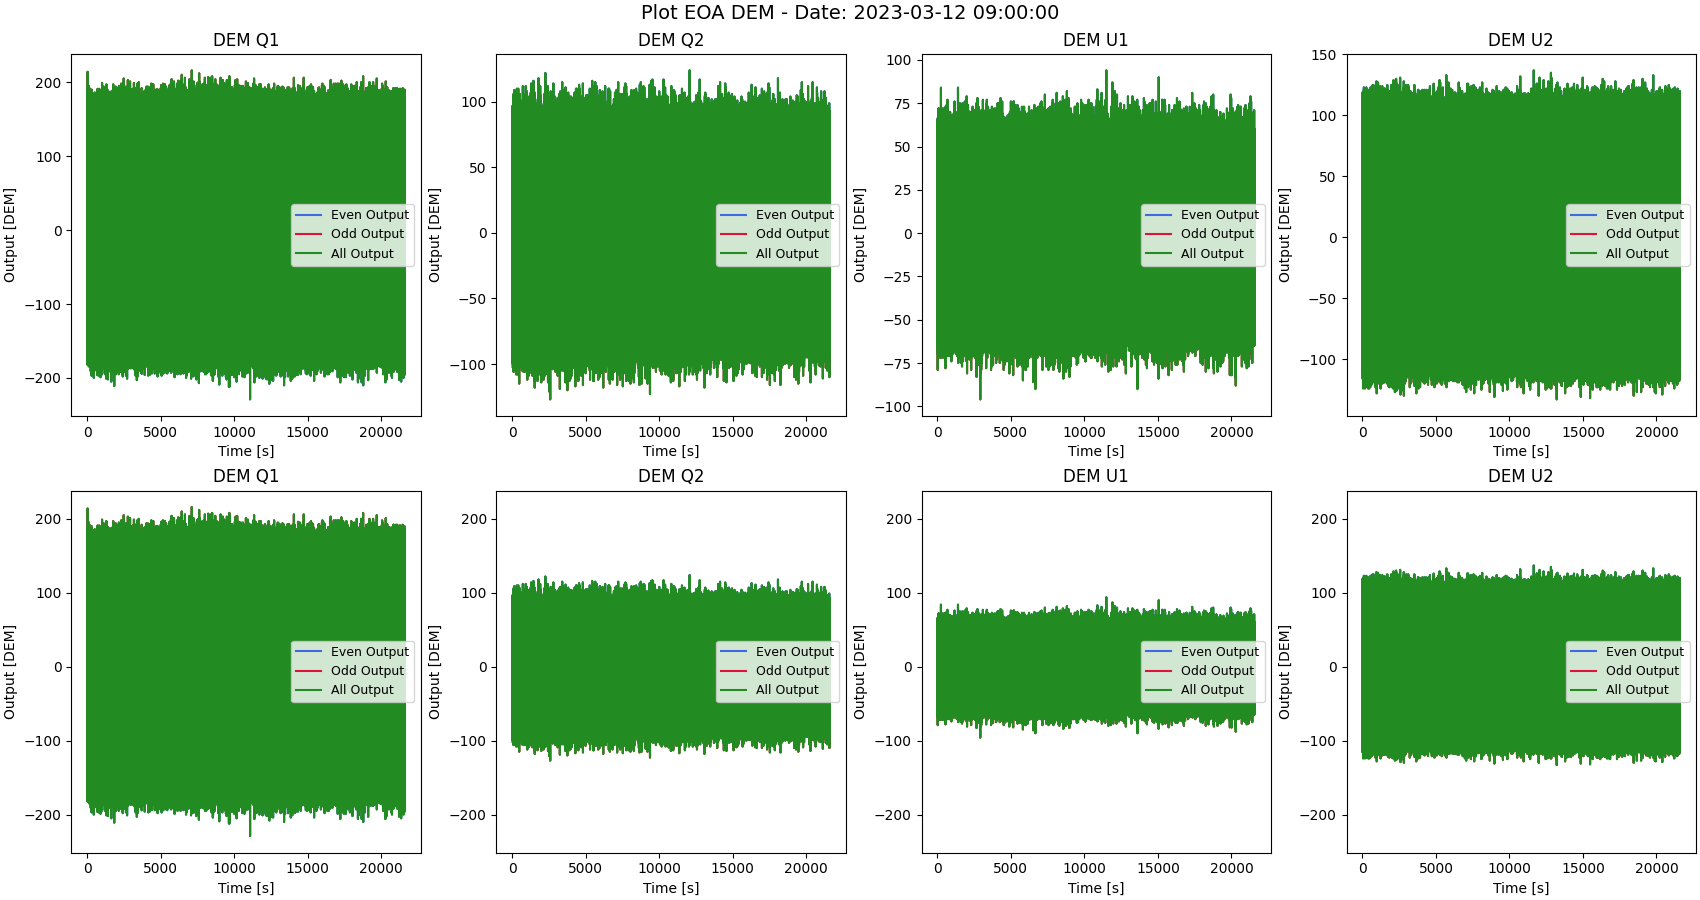 Plot EOA DEM - Date: 2023-03-12 09:00:00
DEM Q1
Output [DEM]
200
100
0
−100
−200
0 5000 10000 15000 20000
Time [s]
Even Output
Odd Output
All Output
DEM Q2
Output [DEM]
100
50
0
−50
−100
0 5000 10000 15000 20000
Time [s]
Even Output
Odd Output
All Output
DEM U1
Output [DEM]
100
75
50
25
0
−25
−50
−75
−100
0 5000 10000 15000 20000
Time [s]
Even Output
Odd Output
All Output
DEM U2
Output [DEM]
150
100
50
0
−50
−100
0 5000 10000 15000 20000
Time [s]
Even Output
Odd Output
All Output
DEM Q1
Output [DEM]
200
100
0
−100
−200
0 5000 10000 15000 20000
Time [s]
Even Output
Odd Output
All Output
DEM Q2
Output [DEM]
200
100
0
−100
−200
0 5000 10000 15000 20000
Time [s]
Even Output
Odd Output
All Output
DEM U1
Output [DEM]
200
100
0
−100
−200
0 5000 10000 15000 20000
Time [s]
Even Output
Odd Output
All Output
DEM U2
Output [DEM]
200
100
0
−100
−200
0 5000 10000 15000 20000
Time [s]
Even Output
Odd Output
All Output